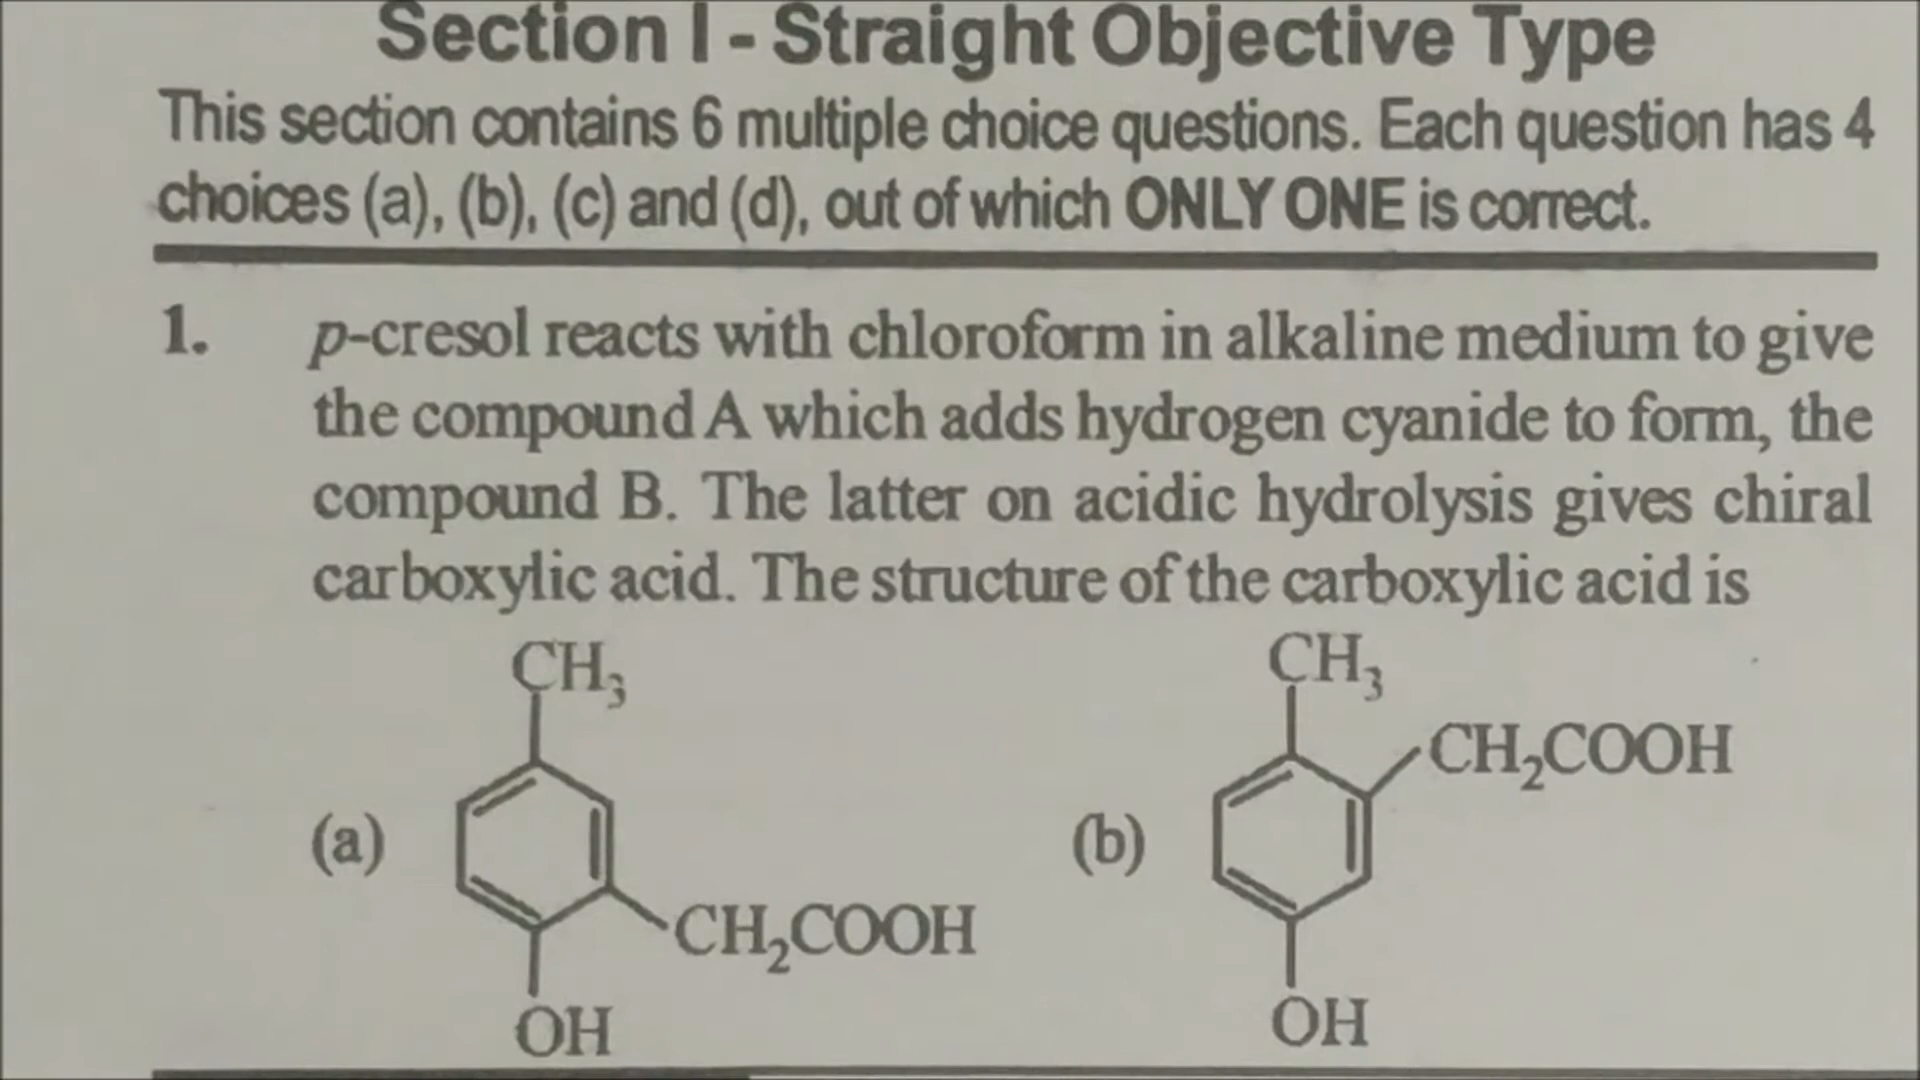 Section I - Straight Objective Type
This section contains 6 multiple choice questions. Each question has 4
choices (a), (b), (c) and (d), out of which ONLY ONE is correct.
1. p-cresol reacts with chloroform in alkaline medium to give
the compound A which adds hydrogen cyanide to form, the
compound B. The latter on acidic hydrolysis gives chiral
carboxylic acid. The structure of the carboxylic acid is
(a)
CH₃
CH₂COOH
OH
(b)
CH₃
CH₂COOH
OH